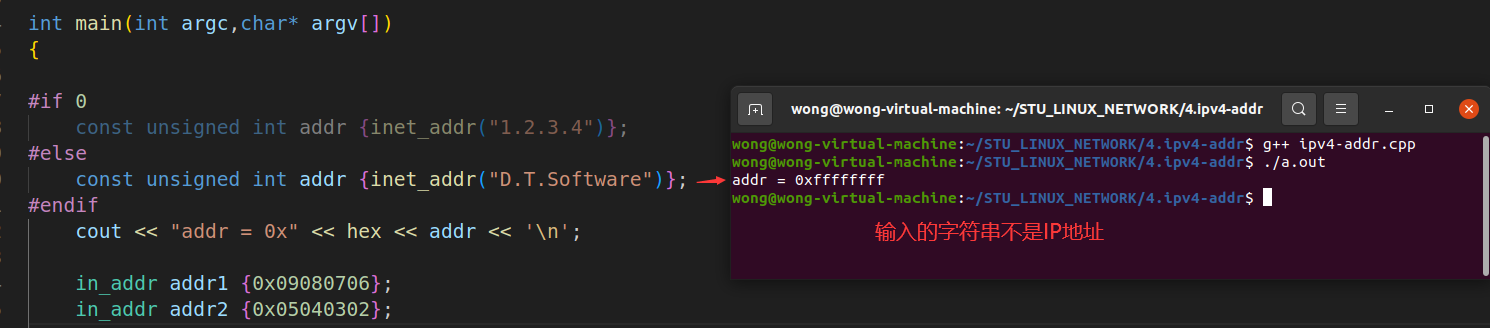 int main(int argc,char* argv[])
{
#if 0
const unsigned int addr {inet_addr("1.2.3.4")};
#else
const unsigned int addr {inet_addr("D.T.Software")};
#endif
cout << "addr = 0x" << hex << addr << '\n';
in_addr addr1 {0x09080706};
in_addr addr2 {0x05040302};
wong@wong-virtual-machine: ~/STU_LINUX_NETWORK/4.ipv4-addr
wong@wong-virtual-machine:~/STU_LINUX_NETWORK/4.ipv4-addr$ g++ ipv4-addr.cpp
wong@wong-virtual-machine:~/STU_LINUX_NETWORK/4.ipv4-addr$ ./a.out
addr = 0xffffffff
wong@wong-virtual-machine:~/STU_LINUX_NETWORK/4.ipv4-addr$
输入的字符串不是IP地址